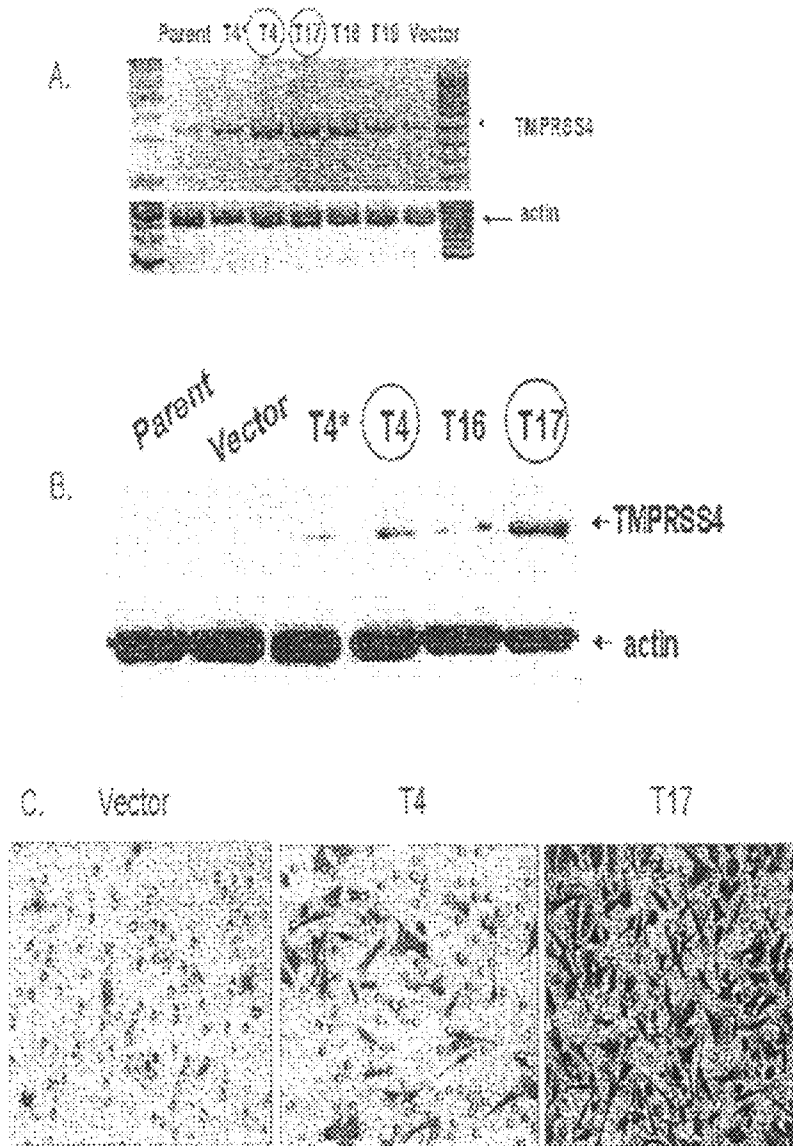 Parent T4* T4 T17 T18 T16 Vector
A.
TMPRSS4
actin
Parent Vector T4* T4 T16 T17
B.
TMPRSS4
actin
C. Vector T4 T17